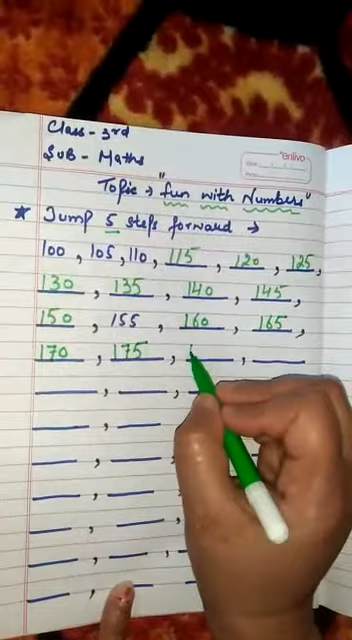 Class - 3rd
Sub - Maths
enlivo
Topic → "fun with Numbers"
★ Jump 5 steps forward →
100, 105, 110, 115, 120, 125,
130, 135, 140, 145,
150, 155, 160, 165,
170, 175,